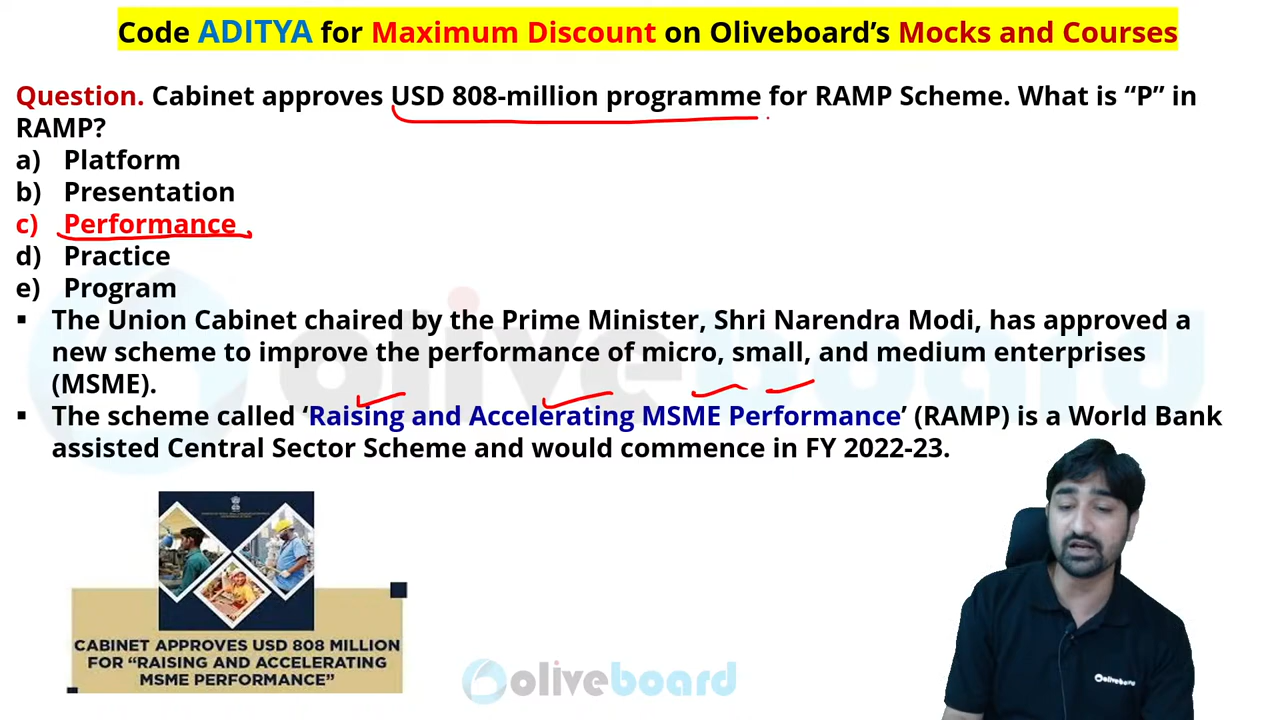 Code ADITYA for Maximum Discount on Oliveboard's Mocks and Courses
Question. Cabinet approves USD 808-million programme for RAMP Scheme. What is “P” in
RAMP?
a) Platform
b) Presentation
c) Performance
d) Practice
e) Program
▪ The Union Cabinet chaired by the Prime Minister, Shri Narendra Modi, has approved a
new scheme to improve the performance of micro, small, and medium enterprises
(MSME).
▪ The scheme called ‘Raising and Accelerating MSME Performance’ (RAMP) is a World Bank
assisted Central Sector Scheme and would commence in FY 2022-23.
CABINET APPROVES USD 808 MILLION
FOR “RAISING AND ACCELERATING
MSME PERFORMANCE”
oliveboard
oliveboard
oliveboard